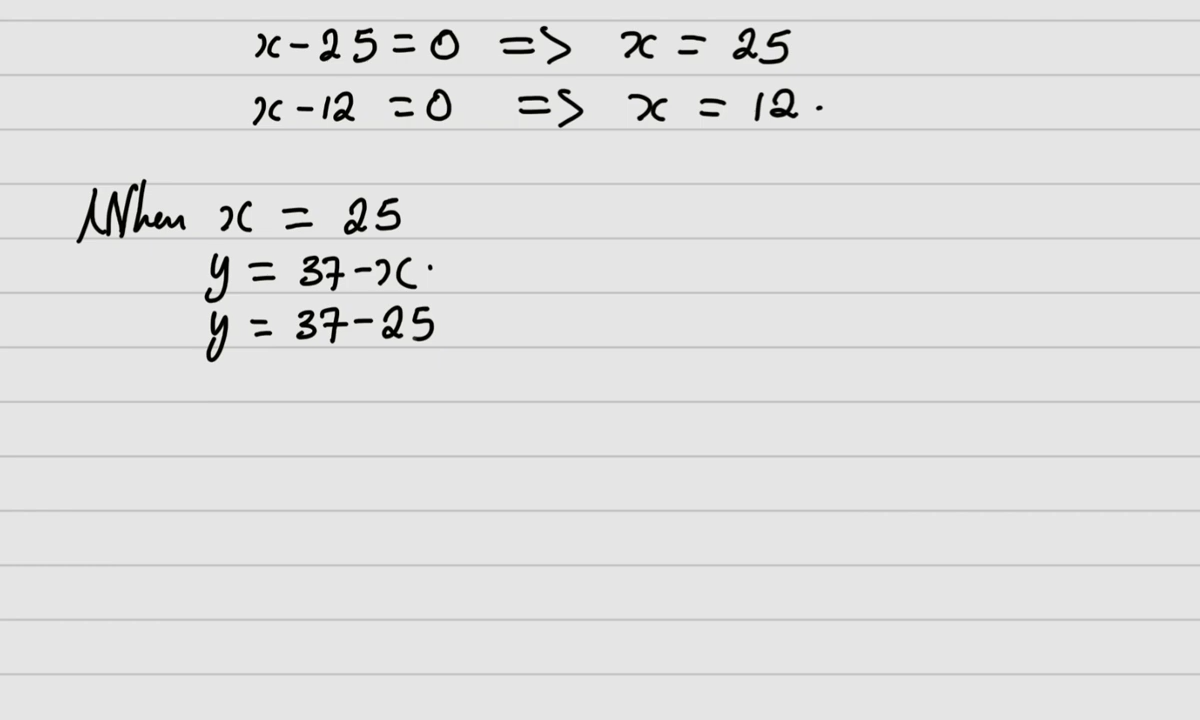 x - 25 = 0 => x = 25
x - 12 = 0 => x = 12.
When x = 25
y = 37 - x.
y = 37 - 25